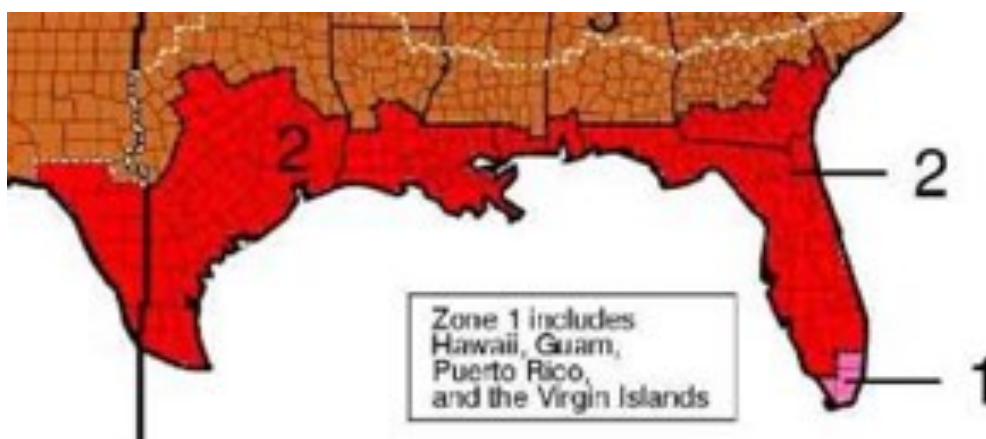 3
2
2
Zone 1 includes
Hawaii, Guam,
Puerto Rico,
and the Virgin Islands
1